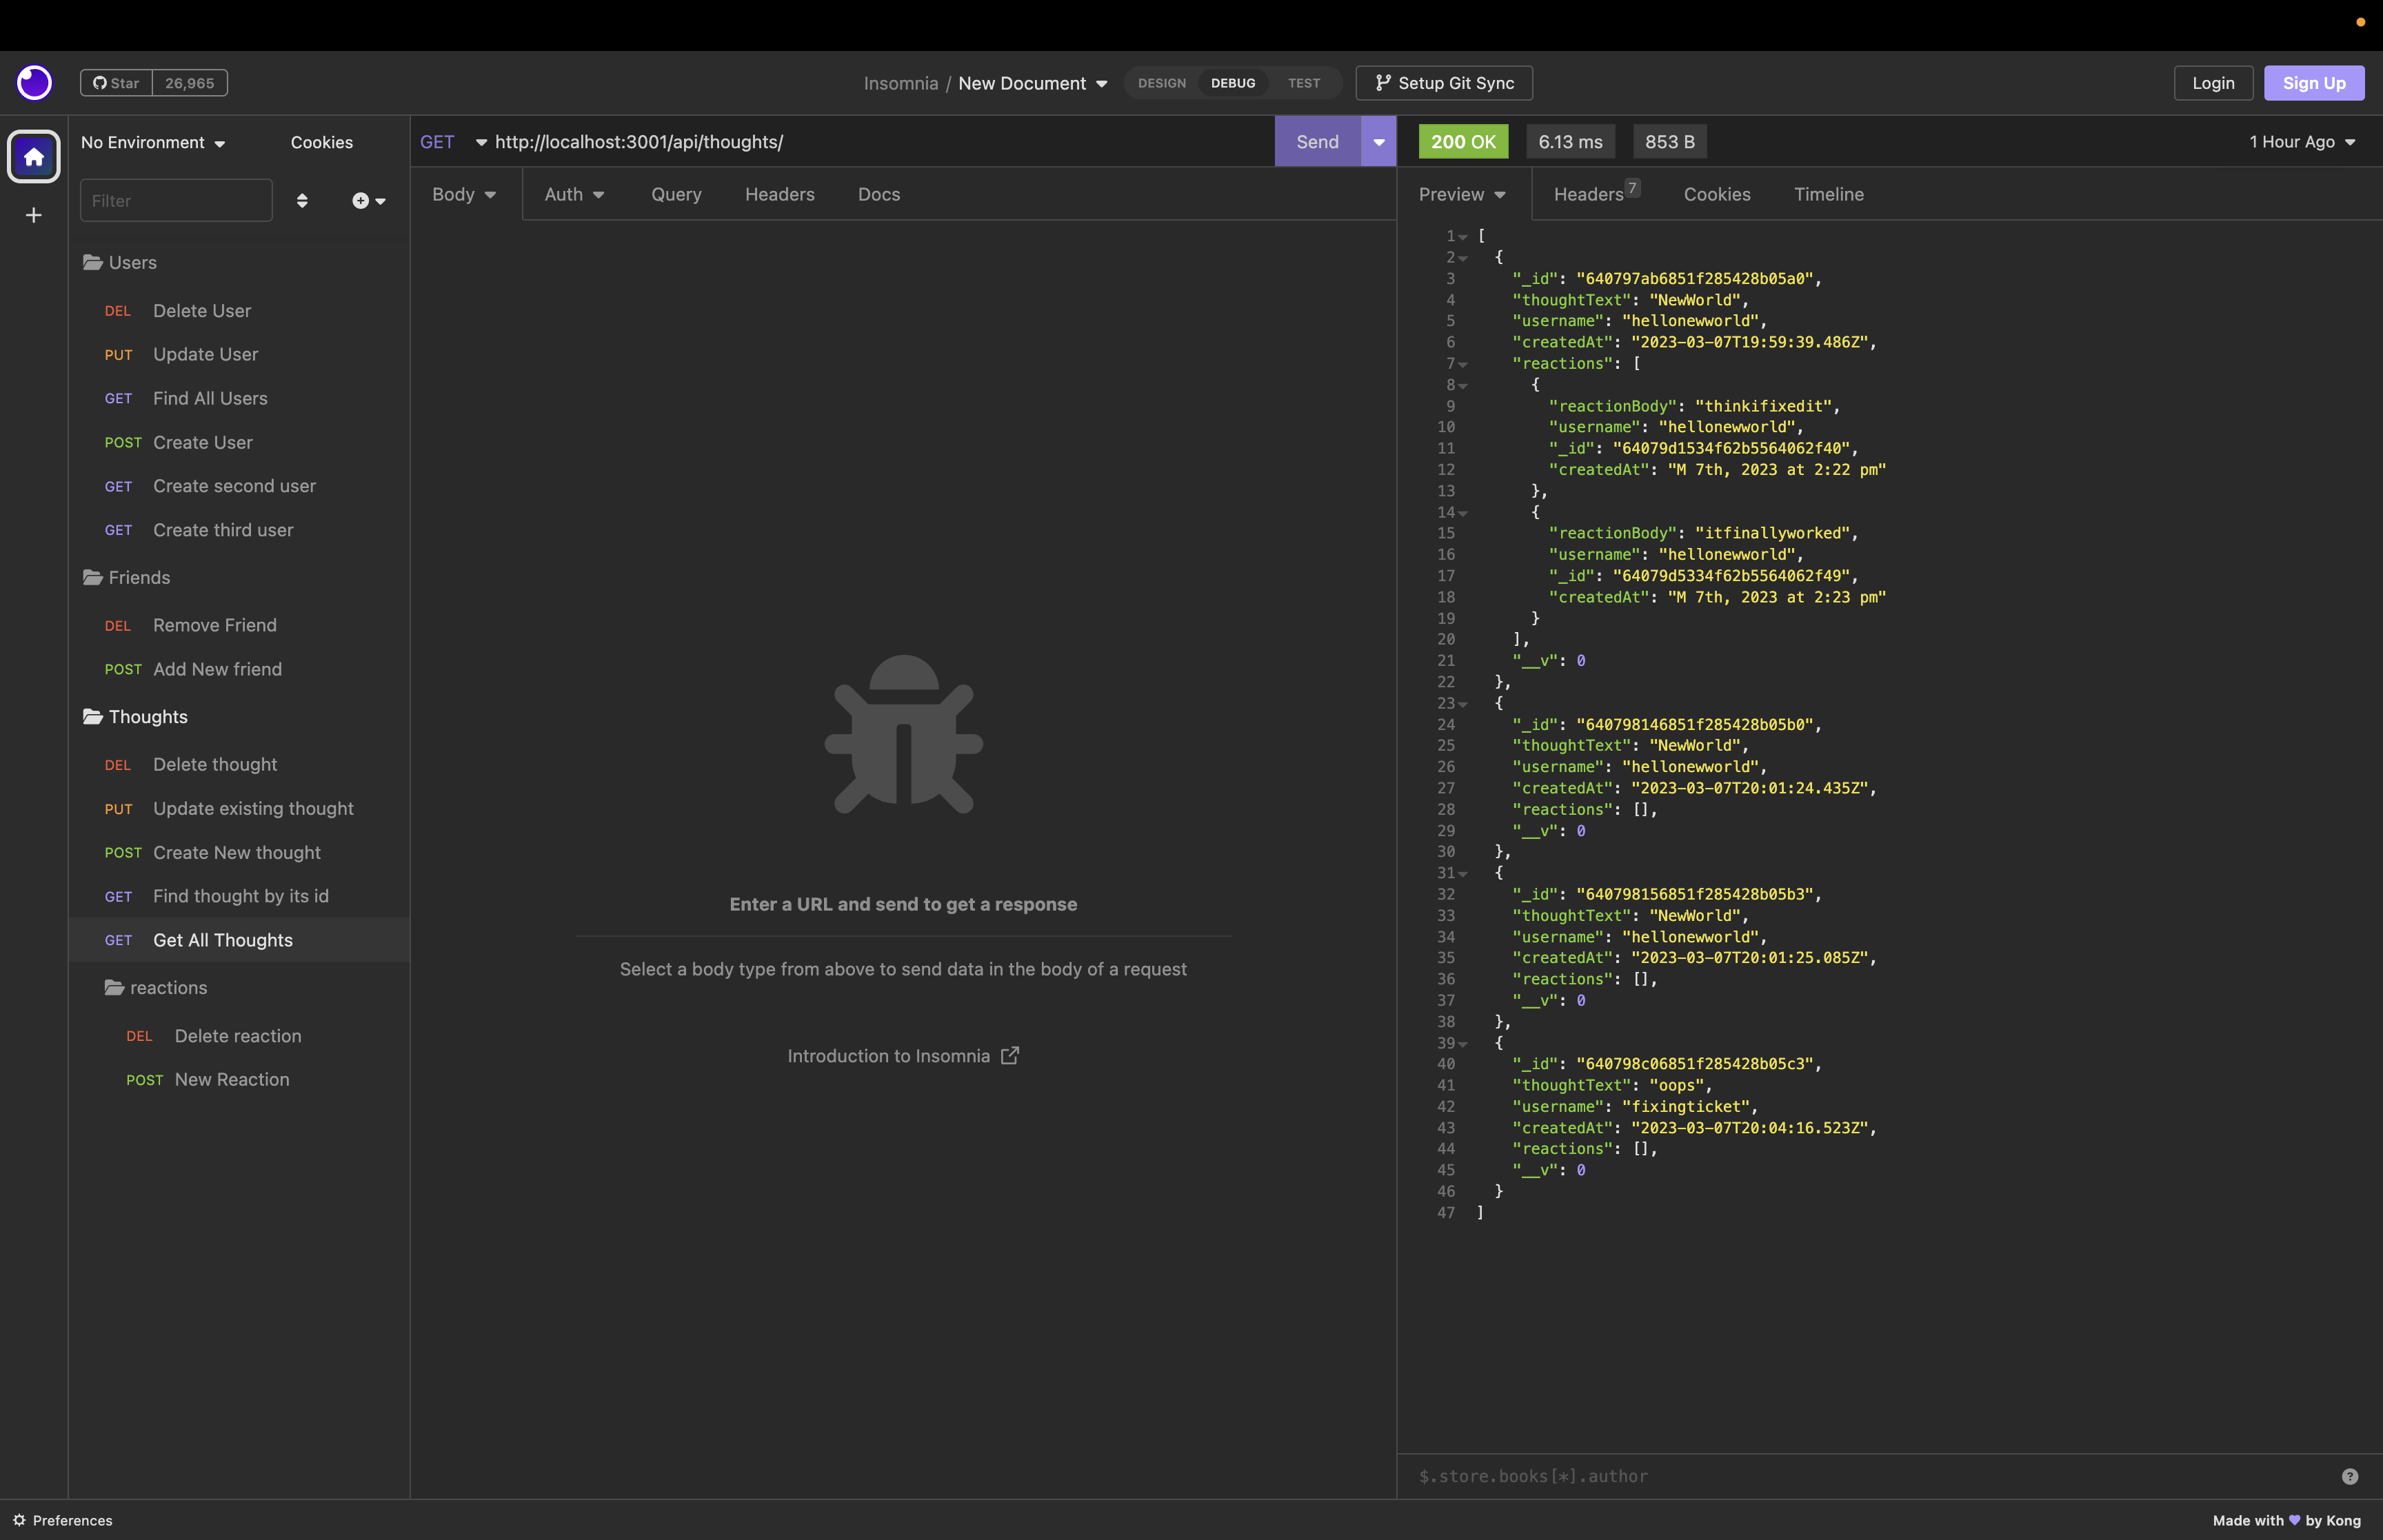 Star 26,965
Insomnia / New Document
DESIGN DEBUG TEST
Setup Git Sync
Login Sign Up
No Environment Cookies
Filter
Users
DEL Delete User
PUT Update User
GET Find All Users
POST Create User
GET Create second user
GET Create third user
Friends
DEL Remove Friend
POST Add New friend
Thoughts
DEL Delete thought
PUT Update existing thought
POST Create New thought
GET Find thought by its id
GET Get All Thoughts
reactions
DEL Delete reaction
POST New Reaction
GET http://localhost:3001/api/thoughts/ Send
Body Auth Query Headers Docs
Enter a URL and send to get a response
Select a body type from above to send data in the body of a request
Introduction to Insomnia
200 OK 6.13 ms 853 B 1 Hour Ago
Preview Headers 7 Cookies Timeline
1 [
2 {
3 "_id": "640797ab6851f285428b05a0",
4 "thoughtText": "NewWorld",
5 "username": "hellonewworld",
6 "createdAt": "2023-03-07T19:59:39.486Z",
7 "reactions": [
8 {
9 "reactionBody": "thinkifixedit",
10 "username": "hellonewworld",
11 "_id": "64079d1534f62b5564062f40",
12 "createdAt": "M 7th, 2023 at 2:22 pm"
13 },
14 {
15 "reactionBody": "itfinallyworked",
16 "username": "hellonewworld",
17 "_id": "64079d5334f62b5564062f49",
18 "createdAt": "M 7th, 2023 at 2:23 pm"
19 }
20 ],
21 "__v": 0
22 },
23 {
24 "_id": "640798146851f285428b05b0",
25 "thoughtText": "NewWorld",
26 "username": "hellonewworld",
27 "createdAt": "2023-03-07T20:01:24.435Z",
28 "reactions": [],
29 "__v": 0
30 },
31 {
32 "_id": "640798156851f285428b05b3",
33 "thoughtText": "NewWorld",
34 "username": "hellonewworld",
35 "createdAt": "2023-03-07T20:01:25.085Z",
36 "reactions": [],
37 "__v": 0
38 },
39 {
40 "_id": "640798c06851f285428b05c3",
41 "thoughtText": "oops",
42 "username": "fixingticket",
43 "createdAt": "2023-03-07T20:04:16.523Z",
44 "reactions": [],
45 "__v": 0
46 }
47 ]
$.store.books[*].author ?
Preferences
Made with 💜 by Kong